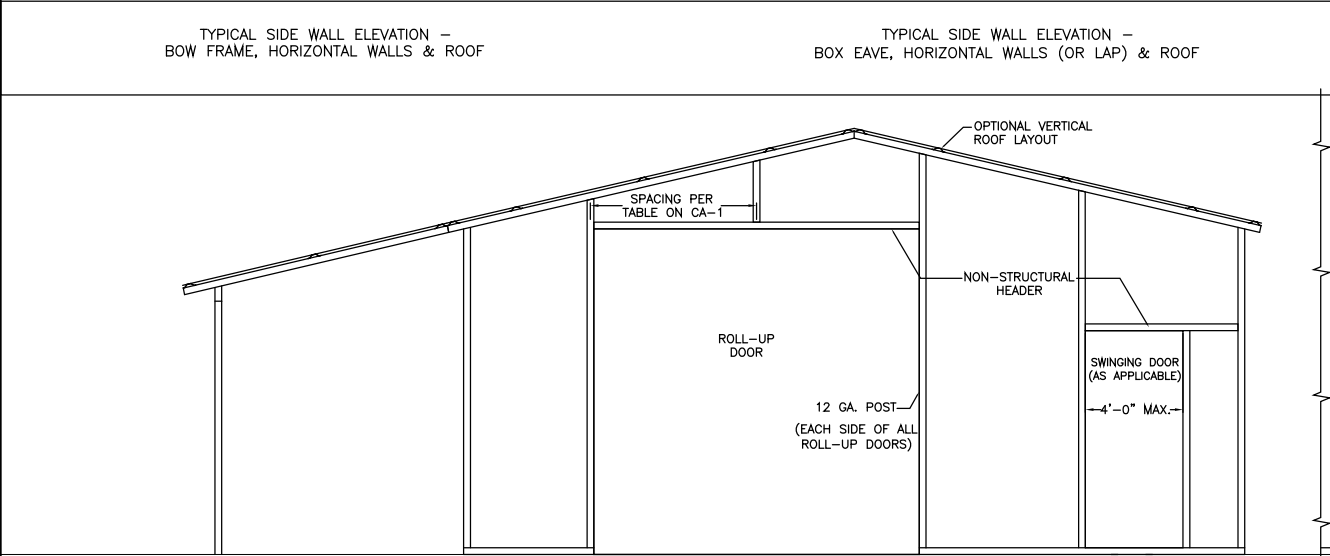 TYPICAL SIDE WALL ELEVATION –
BOW FRAME, HORIZONTAL WALLS & ROOF
TYPICAL SIDE WALL ELEVATION –
BOX EAVE, HORIZONTAL WALLS (OR LAP) & ROOF
OPTIONAL VERTICAL
ROOF LAYOUT
SPACING PER
TABLE ON CA-1
NON-STRUCTURAL
HEADER
ROLL-UP
DOOR
SWINGING DOOR
(AS APPLICABLE)
4'-0" MAX.
12 GA. POST
(EACH SIDE OF ALL
ROLL-UP DOORS)